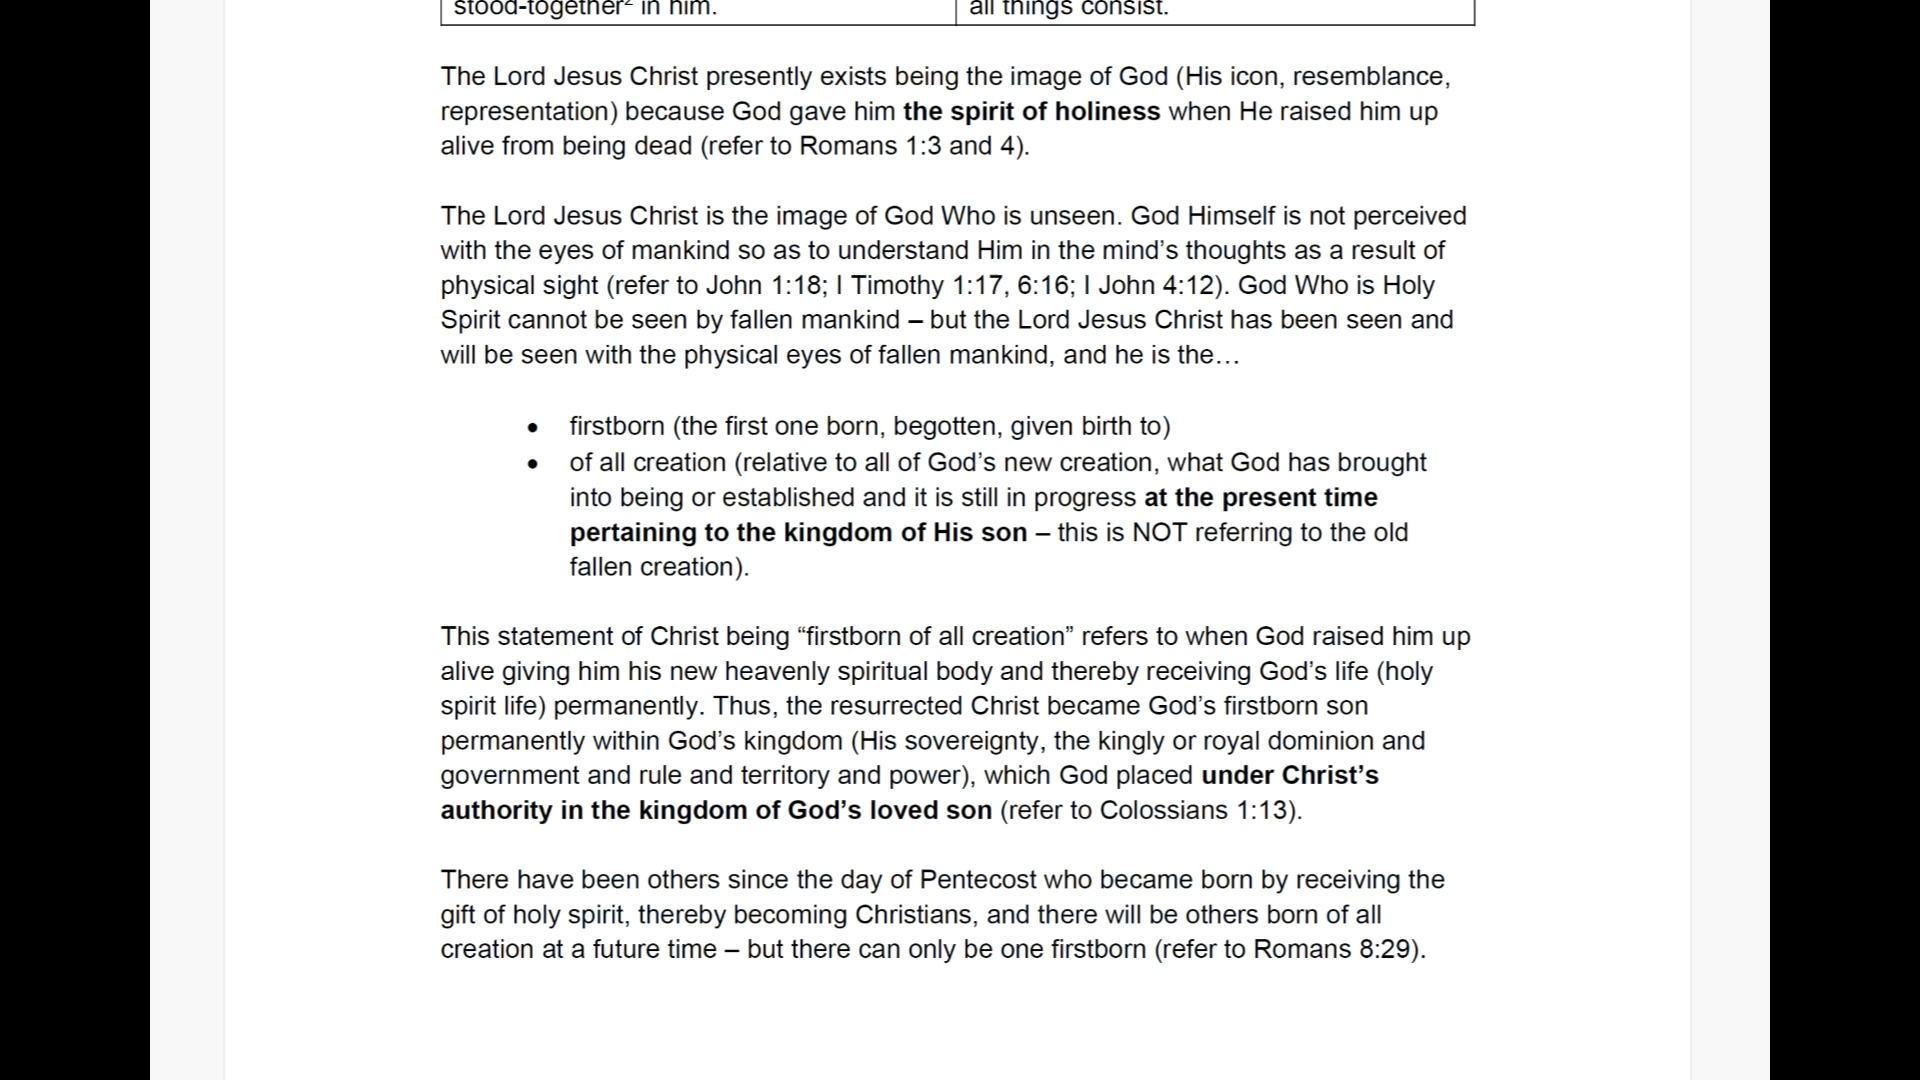 stood-together² in him.
all things consist.
The Lord Jesus Christ presently exists being the image of God (His icon, resemblance,
representation) because God gave him the spirit of holiness when He raised him up
alive from being dead (refer to Romans 1:3 and 4).
The Lord Jesus Christ is the image of God Who is unseen. God Himself is not perceived
with the eyes of mankind so as to understand Him in the mind’s thoughts as a result of
physical sight (refer to John 1:18; I Timothy 1:17, 6:16; I John 4:12). God Who is Holy
Spirit cannot be seen by fallen mankind – but the Lord Jesus Christ has been seen and
will be seen with the physical eyes of fallen mankind, and he is the…
• firstborn (the first one born, begotten, given birth to)
• of all creation (relative to all of God’s new creation, what God has brought
into being or established and it is still in progress at the present time
pertaining to the kingdom of His son – this is NOT referring to the old
fallen creation).
This statement of Christ being “firstborn of all creation” refers to when God raised him up
alive giving him his new heavenly spiritual body and thereby receiving God’s life (holy
spirit life) permanently. Thus, the resurrected Christ became God’s firstborn son
permanently within God’s kingdom (His sovereignty, the kingly or royal dominion and
government and rule and territory and power), which God placed under Christ’s
authority in the kingdom of God’s loved son (refer to Colossians 1:13).
There have been others since the day of Pentecost who became born by receiving the
gift of holy spirit, thereby becoming Christians, and there will be others born of all
creation at a future time – but there can only be one firstborn (refer to Romans 8:29).